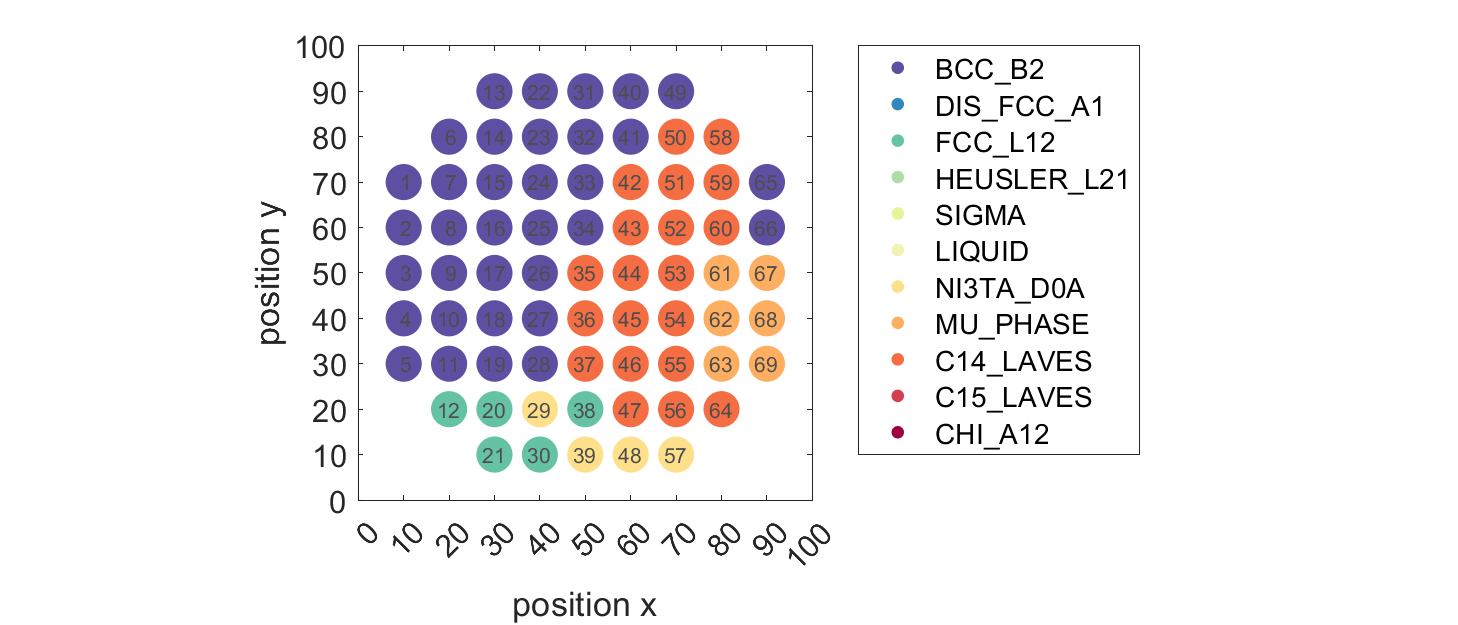 100
90
80
70
60
50
40
30
20
10
0
position y
13 22 31 40 49
6 14 23 32 41 50 58
1 7 15 24 33 42 51 59 65
2 8 16 25 34 43 52 60 66
3 9 17 26 35 44 53 61 67
4 10 18 27 36 45 54 62 68
5 11 19 28 37 46 55 63 69
12 20 29 38 47 56 64
21 30 39 48 57
0 10 20 30 40 50 60 70 80 90 100
position x
BCC_B2
DIS_FCC_A1
FCC_L12
HEUSLER_L21
SIGMA
LIQUID
NI3TA_D0A
MU_PHASE
C14_LAVES
C15_LAVES
CHI_A12